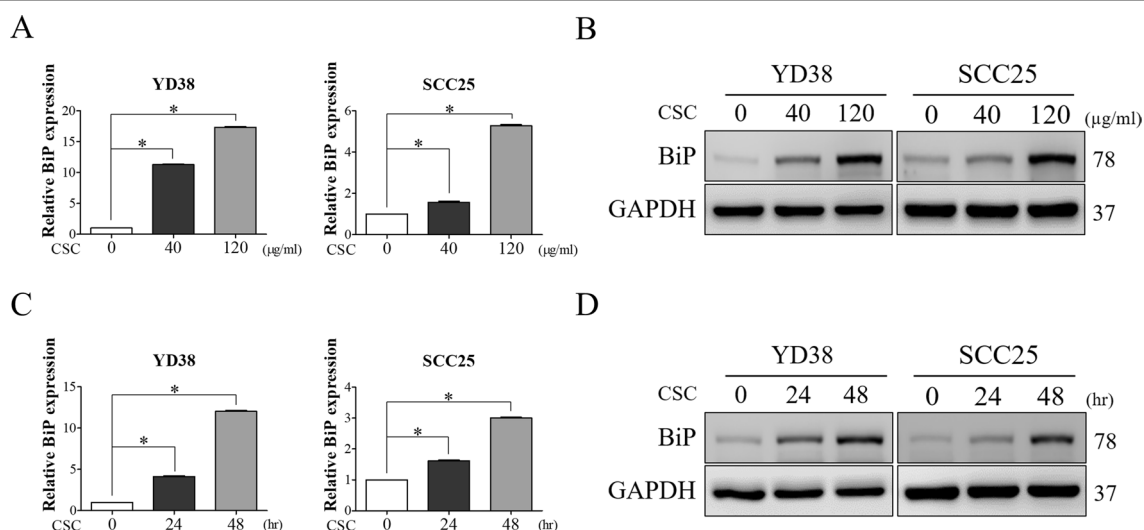 A
YD38
Relative BiP expression
20
15
10
5
0
CSC 0 40 120 (μg/ml)
*
*
SCC25
Relative BiP expression
6
4
2
0
CSC 0 40 120 (μg/ml)
*
*
B
YD38 SCC25
CSC 0 40 120 0 40 120 (μg/ml)
BiP 78
GAPDH 37
C
YD38
Relative BiP expression
15
10
5
0
CSC 0 24 48 (hr)
*
*
SCC25
Relative BiP expression
4
3
2
1
0
CSC 0 24 48 (hr)
*
*
D
YD38 SCC25
CSC 0 24 48 0 24 48 (hr)
BiP 78
GAPDH 37